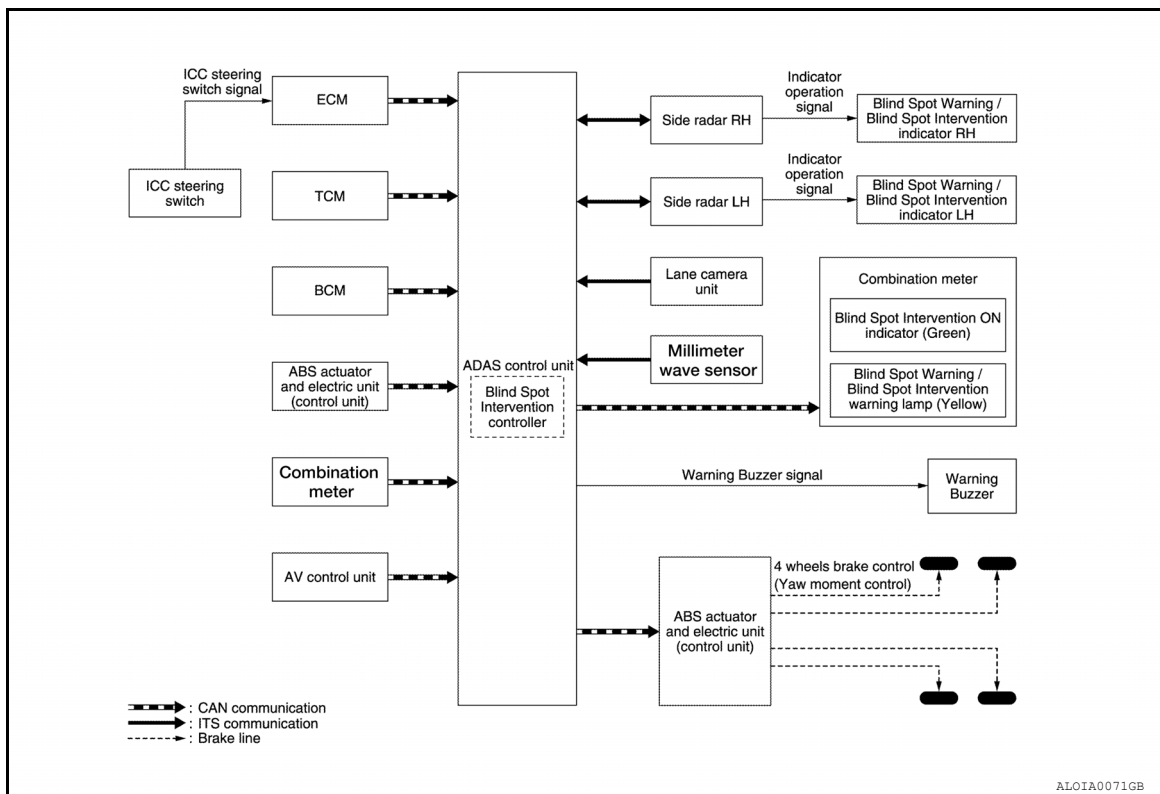 ICC steering
switch signal
ECM
ICC steering
switch
TCM
BCM
ABS actuator
and electric unit
(control unit)
Combination
meter
AV control unit
ADAS control unit
Blind Spot
Intervention
controller
Side radar RH
Indicator
operation
signal
Blind Spot Warning /
Blind Spot Intervention
indicator RH
Side radar LH
Indicator
operation
signal
Blind Spot Warning /
Blind Spot Intervention
indicator LH
Lane camera
unit
Millimeter
wave sensor
Combination meter
Blind Spot Intervention ON
indicator (Green)
Blind Spot Warning /
Blind Spot Intervention
warning lamp (Yellow)
Warning Buzzer signal
Warning
Buzzer
ABS actuator
and electric unit
(control unit)
4 wheels brake control
(Yaw moment control)
: CAN communication
: ITS communication
: Brake line
ALOIA0071GB